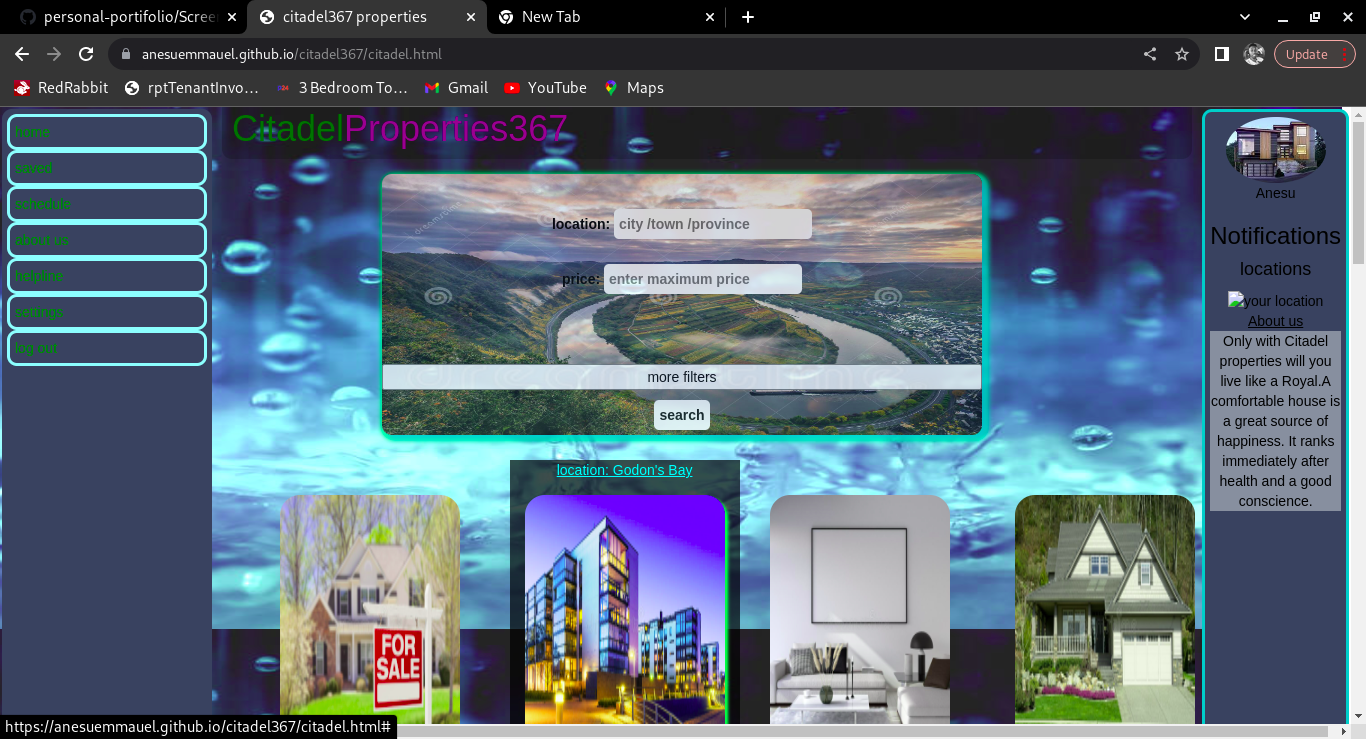 personal-portifolio/Scree
citadel367 properties
New Tab
anesuemmauel.github.io/citadel367/citadel.html
Update
RedRabbit
rptTenantInvo...
3 Bedroom To...
Gmail
YouTube
Maps
home
saved
schedule
about us
helpline
settings
log out
CitadelProperties367
location: city /town /province
price: enter maximum price
more filters
search
location: Godon's Bay
FOR
SALE
Anesu
Notifications
locations
your location
About us
Only with Citadel
properties will you
live like a Royal.A
comfortable house is
a great source of
happiness. It ranks
immediately after
health and a good
conscience.
https://anesuemmauel.github.io/citadel367/citadel.html#